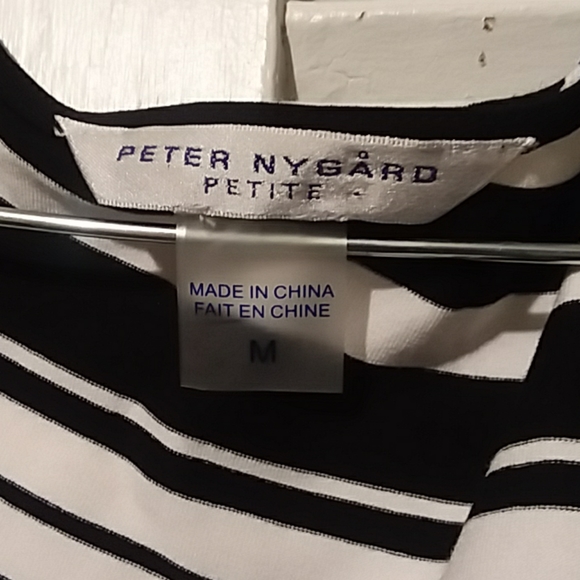 PETER NYGÅRD
PETITE
MADE IN CHINA
FAIT EN CHINE
M